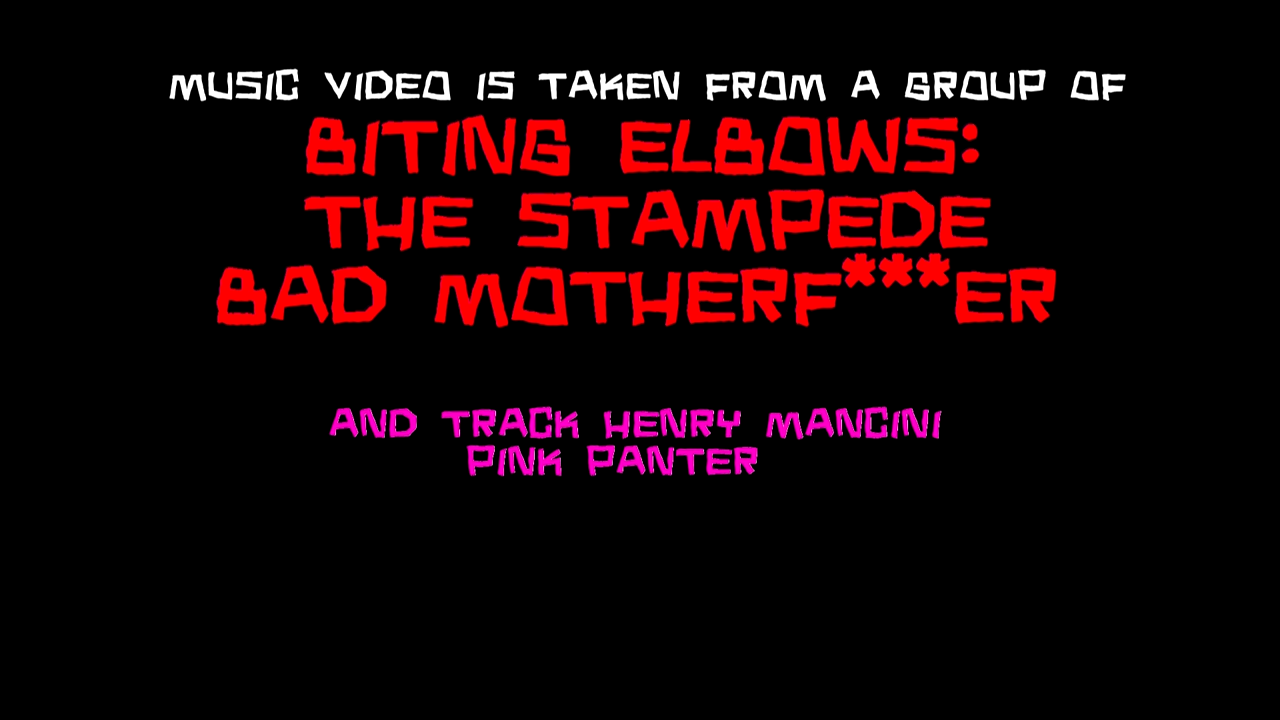 MUSIC VIDEO IS TAKEN FROM A GROUP OF
BITING ELBOWS:
THE STAMPEDE
BAD MOTHERF***ER
AND TRACK HENRY MANCINI
PINK PANTER